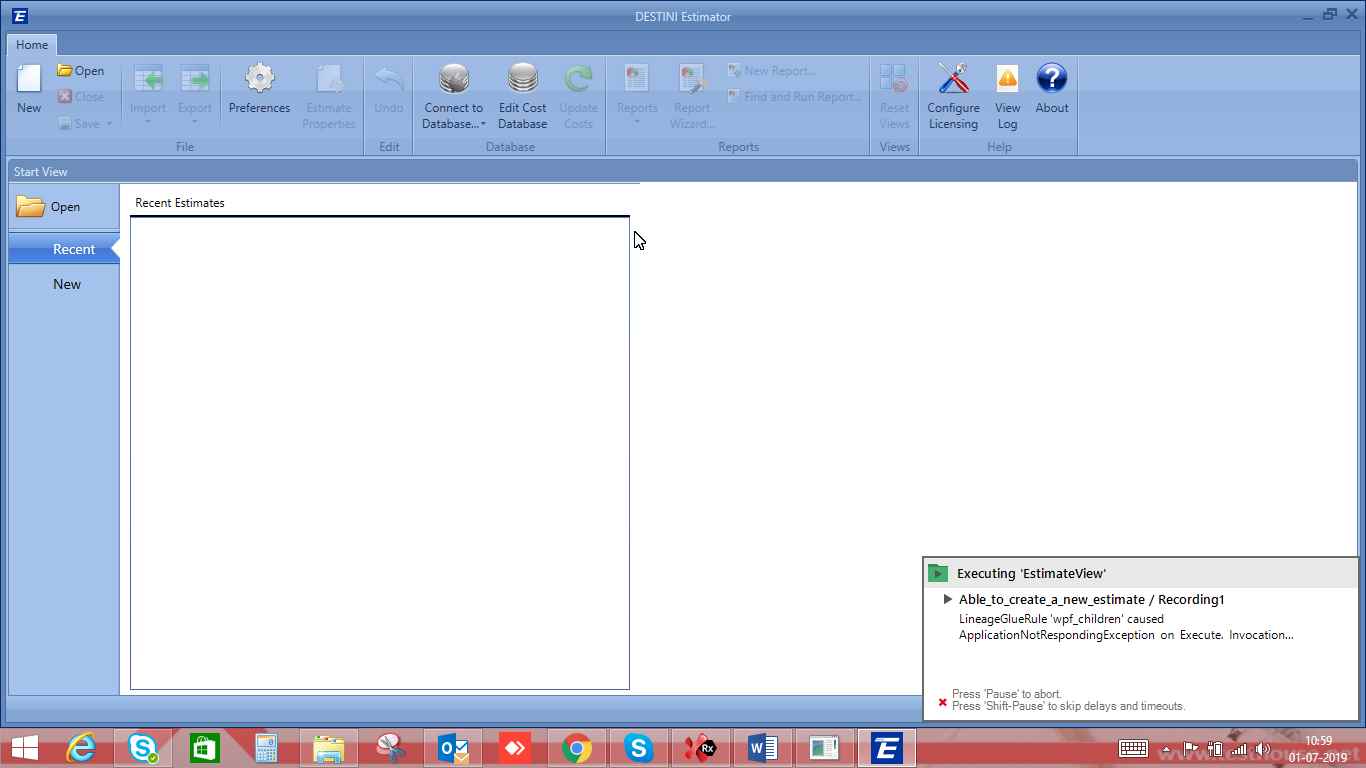 DESTINI Estimator
Home
New
Open
Close
Save
Import
Export
Preferences
Estimate
Properties
File
Undo
Edit
Connect to
Database...
Edit Cost
Database
Update
Costs
Database
Reports
Report
Wizard...
New Report...
Find and Run Report...
Reports
Reset
Views
Views
Configure
Licensing
View
Log
About
Help
Start View
Open
Recent
New
Recent Estimates
Executing 'EstimateView'
Able_to_create_a_new_estimate / Recording1
LineageGlueRule 'wpf_children' caused
ApplicationNotRespondingException on Execute. Invocation...
Press 'Pause' to abort.
Press 'Shift-Pause' to skip delays and timeouts.
Rx
10:59
01-07-2019